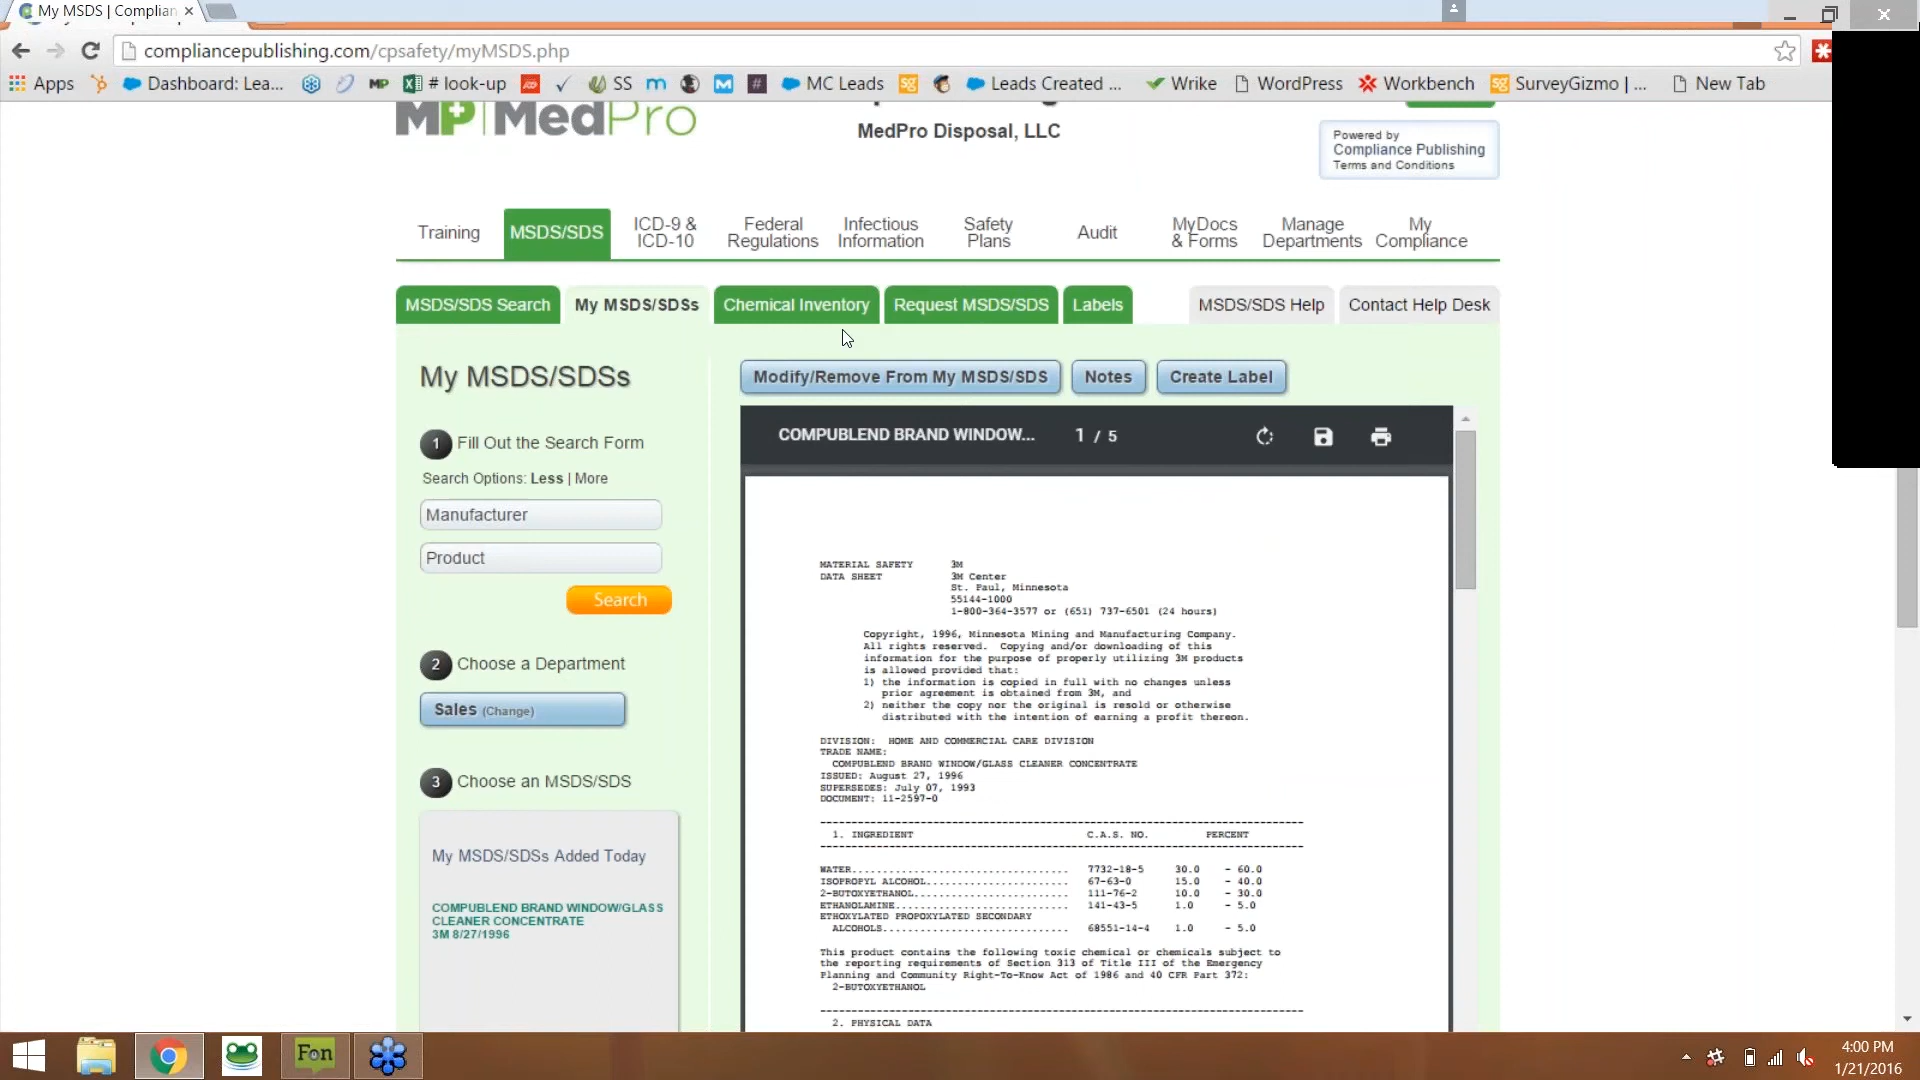 My MSDS | Complian
compliancepublishing.com/cpsafety/myMSDS.php
Apps Dashboard: Lea... MP # look-up SS MC Leads sg Leads Created ... Wrike WordPress Workbench sg SurveyGizmo | ... New Tab
MP MedPro
MedPro Disposal, LLC
Powered by
Compliance Publishing
Terms and Conditions
Training
MSDS/SDS
ICD-9 &
ICD-10
Federal
Regulations
Infectious
Information
Safety
Plans
Audit
MyDocs
& Forms
Manage
Departments
My
Compliance
MSDS/SDS Search
My MSDS/SDSs
Chemical Inventory
Request MSDS/SDS
Labels
MSDS/SDS Help
Contact Help Desk
My MSDS/SDSs
1 Fill Out the Search Form
Search Options: Less | More
Manufacturer
Product
Search
2 Choose a Department
Sales (Change)
3 Choose an MSDS/SDS
My MSDS/SDSs Added Today
COMPUBLEND BRAND WINDOW/GLASS
CLEANER CONCENTRATE
3M 8/27/1996
Modify/Remove From My MSDS/SDS
Notes
Create Label
COMPUBLEND BRAND WINDOW... 1 / 5
MATERIAL SAFETY 3M
DATA SHEET 3M Center
St. Paul, Minnesota
55144-1000
1-800-364-3577 or (651) 737-6501 (24 hours)
Copyright, 1996, Minnesota Mining and Manufacturing Company.
All rights reserved. Copying and/or downloading of this
information for the purpose of properly utilizing 3M products
is allowed provided that:
1) the information is copied in full with no changes unless
prior agreement is obtained from 3M, and
2) neither the copy nor the original is resold or otherwise
distributed with the intention of earning a profit thereon.
DIVISION: HOME AND COMMERCIAL CARE DIVISION
TRADE NAME:
COMPUBLEND BRAND WINDOW/GLASS CLEANER CONCENTRATE
ISSUED: August 27, 1996
SUPERSEDES: July 07, 1993
DOCUMENT: 11-2597-0
1. INGREDIENT C.A.S. NO. PERCENT
WATER........................................ 7732-18-5 30.0 - 60.0
ISOPROPYL ALCOHOL....................... 67-63-0 15.0 - 40.0
2-BUTOXYETHANOL......................... 111-76-2 10.0 - 30.0
ETHANOLAMINE............................ 141-43-5 1.0 - 5.0
ETHOXYLATED PROPOXYLATED SECONDARY
ALCOHOLS............................... 68551-14-4 1.0 - 5.0
This product contains the following toxic chemical or chemicals subject to
the reporting requirements of Section 313 of Title III of the Emergency
Planning and Community Right-To-Know Act of 1986 and 40 CFR Part 372:
2-BUTOXYETHANOL
2. PHYSICAL DATA
Fon
4:00 PM
1/21/2016